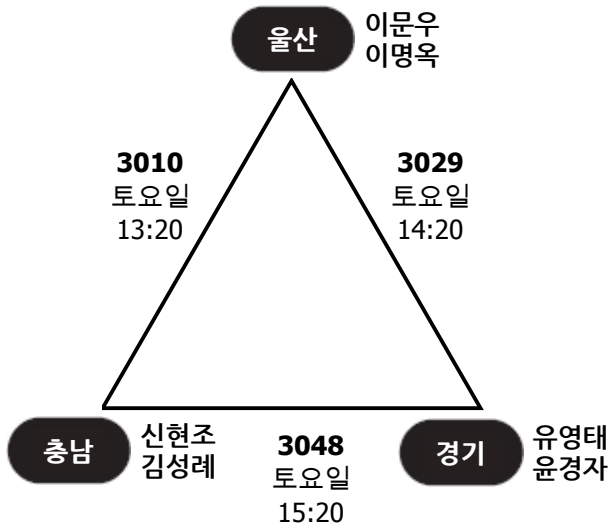 울산
이문우
이명옥
3010
토요일
13:20
3029
토요일
14:20
충남
신현조
김성례
3048
토요일
15:20
경기
유영태
윤경자